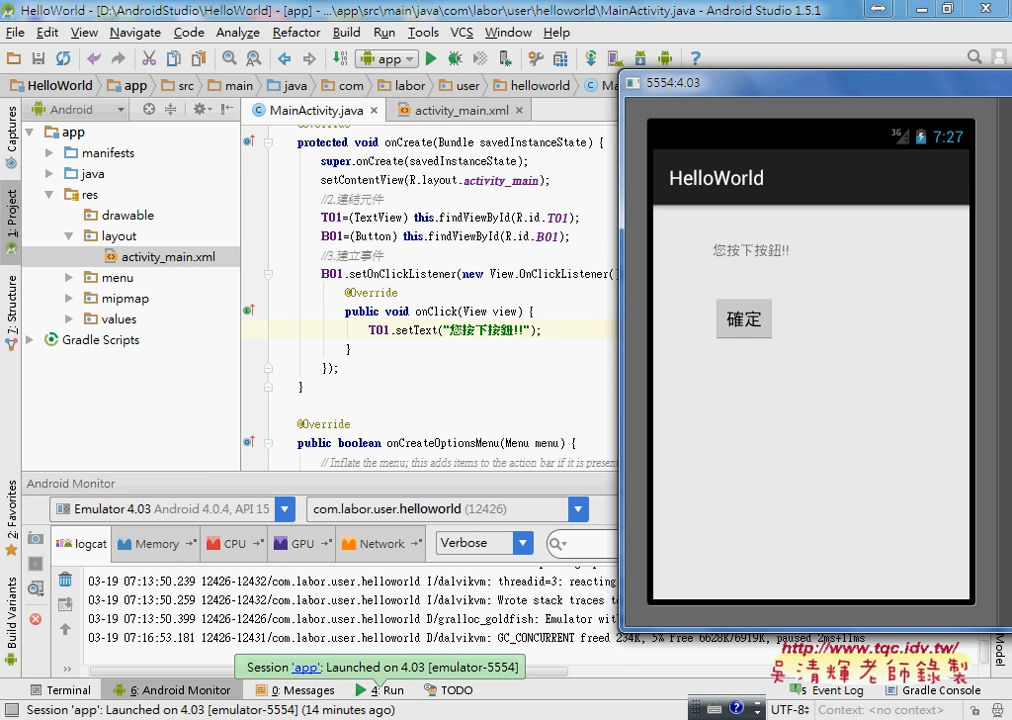 HelloWorld - [D:\AndroidStudio\HelloWorld] - [app] - ...\app\src\main\java\com\labor\user\helloworld\MainActivity.java - Android Studio 1.5.1
File Edit View Navigate Code Analyze Refactor Build Run Tools VCS Window Help
app
HelloWorld app src main java com labor user helloworld
Android
MainActivity.java activity_main.xml
1: Project
Captures
7: Structure
2: Favorites
Build Variants
app
manifests
java
res
drawable
layout
activity_main.xml
menu
mipmap
values
Gradle Scripts
@Override
protected void onCreate(Bundle savedInstanceState) {
super.onCreate(savedInstanceState);
setContentView(R.layout.activity_main);
//2.連結元件
T01=(TextView) this.findViewById(R.id.T01);
B01=(Button) this.findViewById(R.id.B01);
//3.建立事件
B01.setOnClickListener(new View.OnClickListener(
@Override
public void onClick(View view) {
T01.setText("您按下按鈕!!");
}
});
}
@Override
public boolean onCreateOptionsMenu(Menu menu) {
// Inflate the menu; this adds items to the action bar if it is present
5554:4.03
3G 7:27
HelloWorld
您按下按鈕!!
確定
Android Monitor
Emulator 4.03 Android 4.0.4, API 15
com.labor.user.helloworld (12426)
logcat Memory CPU GPU Network Verbose
03-19 07:13:50.239 12426-12432/com.labor.user.helloworld I/dalvikvm: threadid=3: reacting
03-19 07:13:50.259 12426-12432/com.labor.user.helloworld I/dalvikvm: Wrote stack traces
03-19 07:13:50.399 12426-12426/com.labor.user.helloworld D/gralloc_goldfish: Emulator
03-19 07:16:53.181 12426-12431/com.labor.user.helloworld D/dalvikvm: GC_CONCURRENT freed 234K, 5% free 6628K/6919K, paused 2ms+11ms
Session 'app': Launched on 4.03 [emulator-5554]
http://www.tqc.idv.tw/
吳清輝老師錄製
Model
Terminal 6: Android Monitor 0: Messages 4: Run TODO
5 Event Log Gradle Console
Session 'app': Launched on 4.03 [emulator-5554] (14 minutes ago)
UTF-8 Context: <no context>